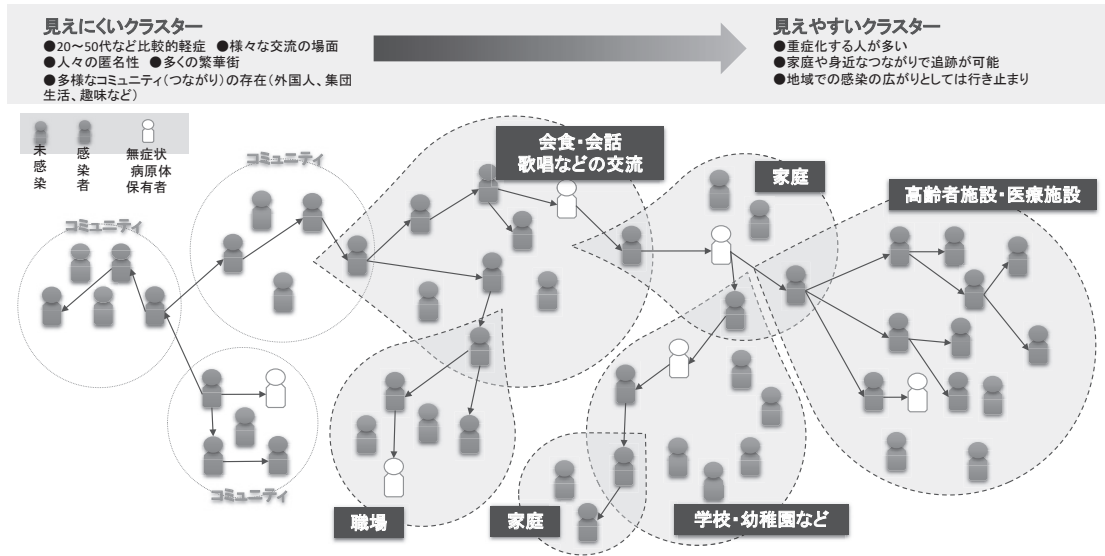 見えにくいクラスター
●20～50代など比較的軽症　●様々な交流の場面
●人々の匿名性　●多くの繁華街
●多様なコミュニティ（つながり）の存在（外国人、集団
生活、趣味など）
見えやすいクラスター
●重症化する人が多い
●家庭や身近なつながりで追跡が可能
●地域での感染の広がりとしては行き止まり
未感染
感染者
無症状
病原体
保有者
コミュニティ
コミュニティ
コミュニティ
会食・会話
歌唱などの交流
家庭
高齢者施設・医療施設
職場
家庭
学校・幼稚園など